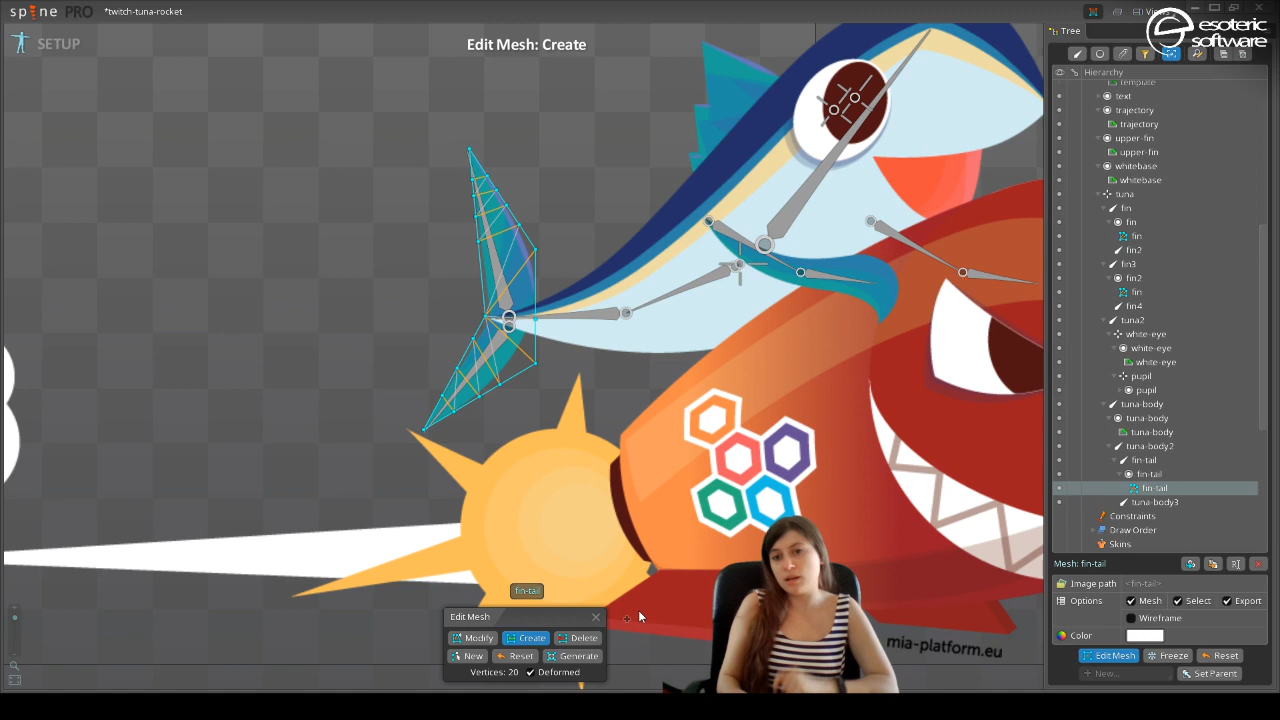 spine PRO *twitch-tuna-rocket
Views
esoteric
software
SETUP
Edit Mesh: Create
Tree
Hierarchy
template
text
trajectory
trajectory
upper-fin
upper-fin
whitebase
whitebase
tuna
fin
fin
fin
fin2
fin3
fin2
fin
fin4
tuna2
white-eye
white-eye
white-eye
pupil
pupil
tuna-body
tuna-body
tuna-body
tuna-body2
fin-tail
fin-tail
fin-tail
tuna-body3
Constraints
Draw Order
Skins
Mesh: fin-tail
Image path <fin-tail>
Options Mesh Select Export
Wireframe
Color
Edit Mesh Freeze Reset
+ New... Set Parent
fin-tail
Edit Mesh
Modify Create Delete
New Reset Generate
Vertices: 20 Deformed
mia-platform.eu